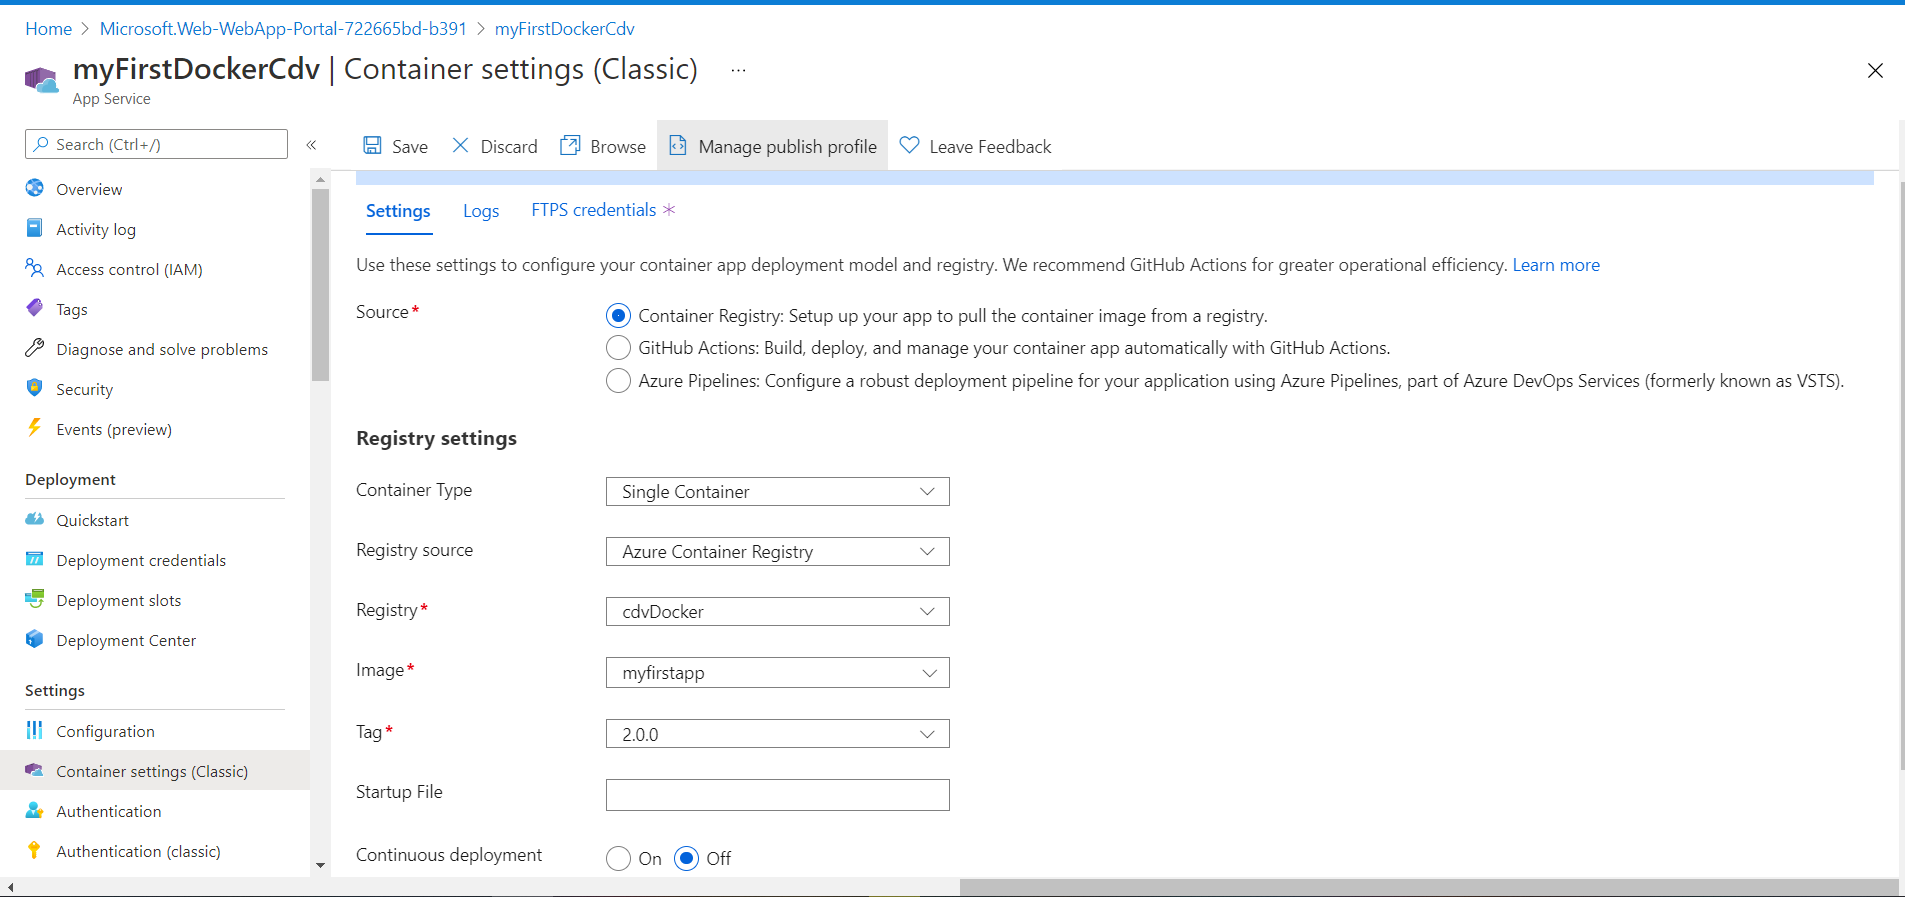 Home > Microsoft.Web-WebApp-Portal-722665bd-b391 > myFirstDockerCdv
myFirstDockerCdv | Container settings (Classic) ...
App Service
Search (Ctrl+/)
«
Save
Discard
Browse
Manage publish profile
Leave Feedback
Overview
Activity log
Access control (IAM)
Tags
Diagnose and solve problems
Security
Events (preview)
Deployment
Quickstart
Deployment credentials
Deployment slots
Deployment Center
Settings
Configuration
Container settings (Classic)
Authentication
Authentication (classic)
Settings
Logs
FTPS credentials *
Use these settings to configure your container app deployment model and registry. We recommend GitHub Actions for greater operational efficiency. Learn more
Source*
Container Registry: Setup up your app to pull the container image from a registry.
GitHub Actions: Build, deploy, and manage your container app automatically with GitHub Actions.
Azure Pipelines: Configure a robust deployment pipeline for your application using Azure Pipelines, part of Azure DevOps Services (formerly known as VSTS).
Registry settings
Container Type
Single Container
Registry source
Azure Container Registry
Registry*
cdvDocker
Image*
myfirstapp
Tag*
2.0.0
Startup File
Continuous deployment
On
Off